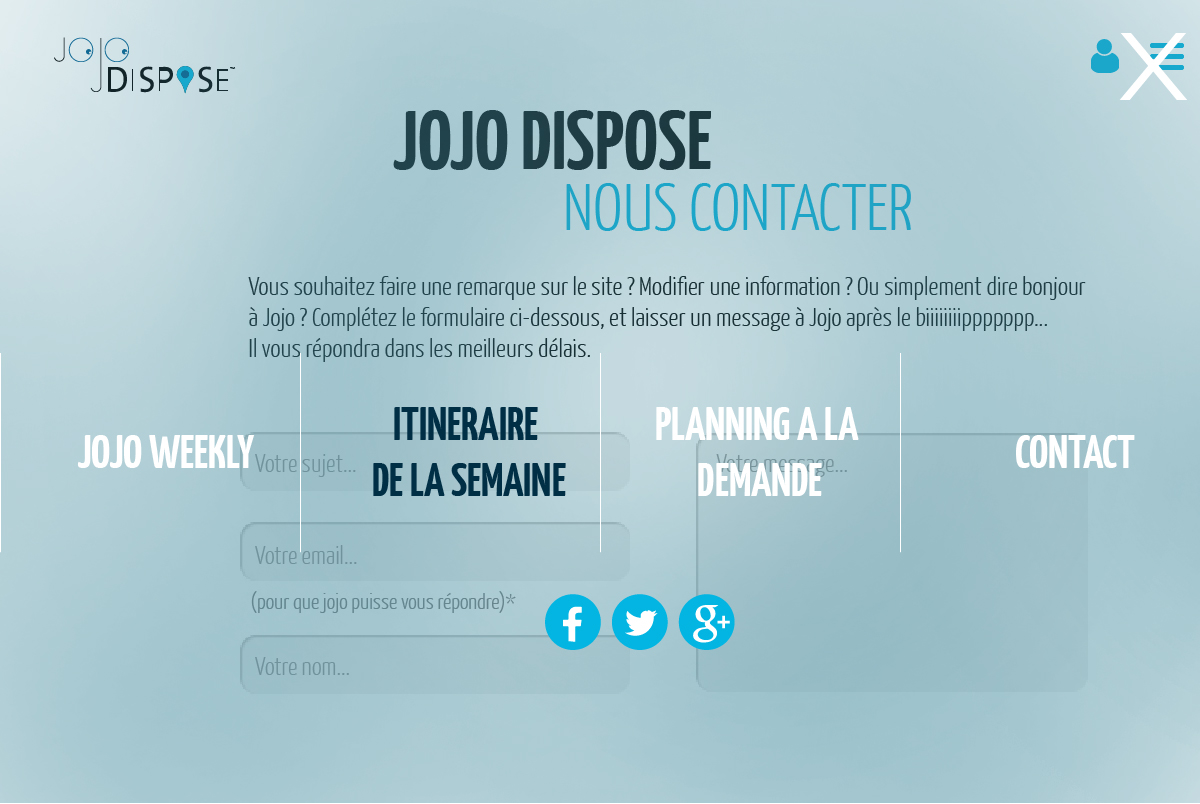 JOJO
DISPOSE™
X
JOJO DISPOSE
NOUS CONTACTER
Vous souhaitez faire une remarque sur le site ? Modifier une information ? Ou simplement dire bonjour
à Jojo ? Complétez le formulaire ci-dessous, et laisser un message à Jojo après le biiiiiiiippppppp...
Il vous répondra dans les meilleurs délais.
JOJO WEEKLY
ITINERAIRE
DE LA SEMAINE
PLANNING A LA
DEMANDE
CONTACT
Votre sujet...
Votre message...
Votre email...
(pour que jojo puisse vous répondre)*
Votre nom...
f
g+